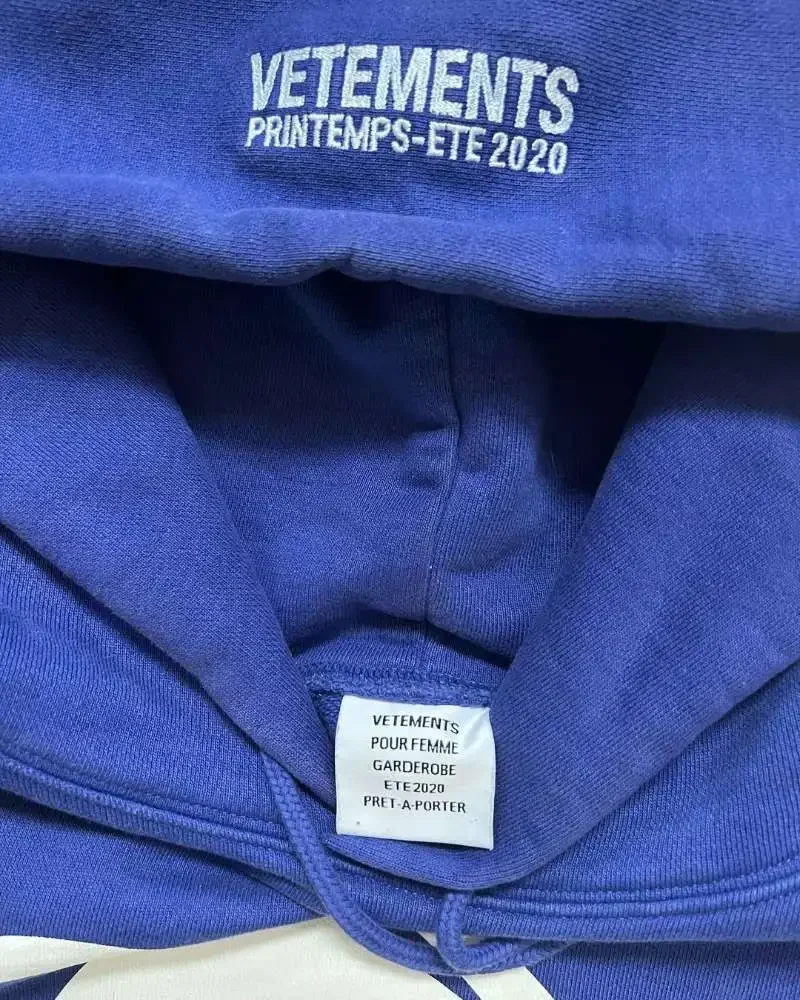 VETEMENTS
PRINTEMPS-ETE 2020
VETEMENTS
POUR FEMME
GARDEROBE
ETE 2020
PRET-A-PORTER